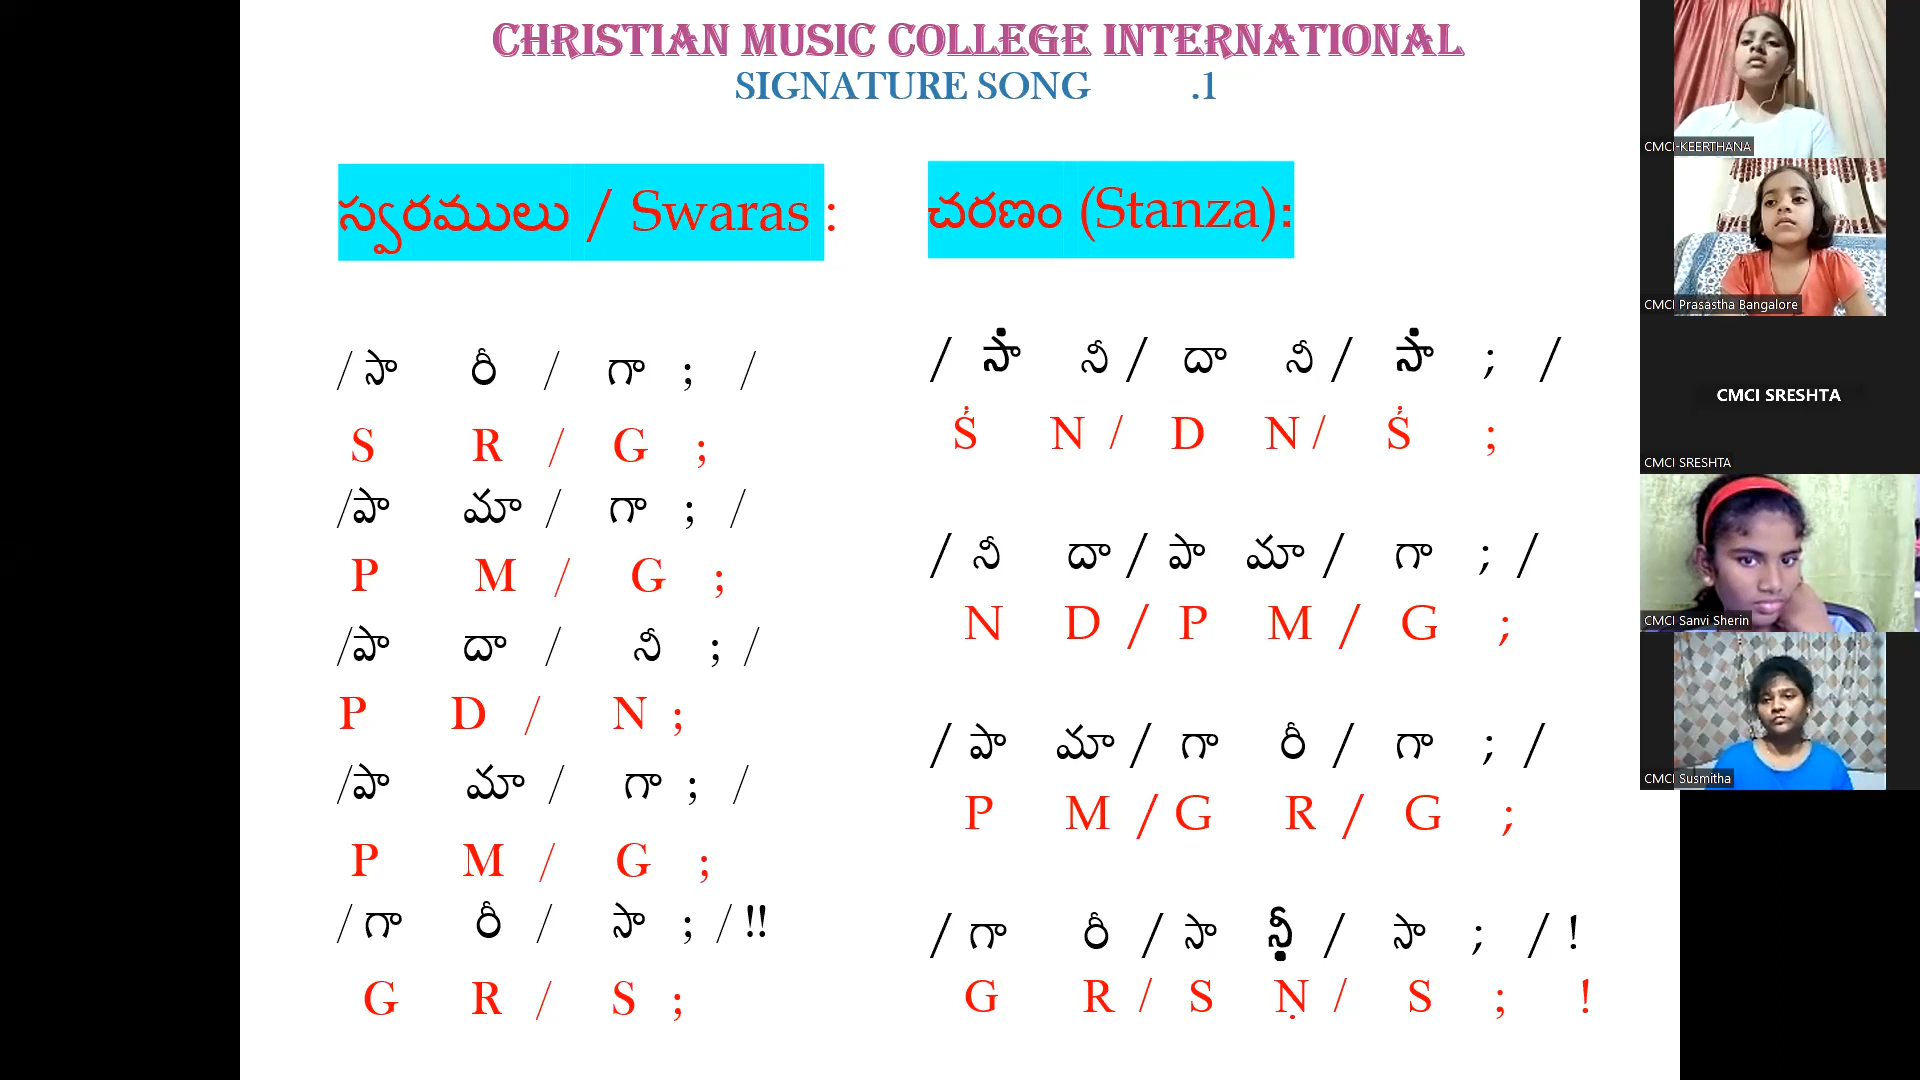 CHRISTIAN MUSIC COLLEGE INTERNATIONAL
SIGNATURE SONG .1
స్వరములు / Swaras :
/ సా రీ / గా ; /
S R / G ;
/పా మా / గా ; /
P M / G ;
/పా దా / నీ ; /
P D / N ;
/పా మా / గా ; /
P M / G ;
/ గా రీ / సా ; / !!
G R / S ;
చరణం (Stanza):
/ సా̇ నీ / దా నీ / సా̇ ; /
Ṡ N / D N / Ṡ ;
/ నీ దా / పా మా / గా ; /
N D / P M / G ;
/ పా మా / గా రీ / గా ; /
P M / G R / G ;
/ గా రీ / సా నీ̣ / సా ; / !
G R / S Ṇ / S ; !
CMCI-KEERTHANA
CMCI Prasastha Bangalore
CMCI SRESHTA
CMCI SRESHTA
CMCI Sanvi Sherin
CMCI Susmitha